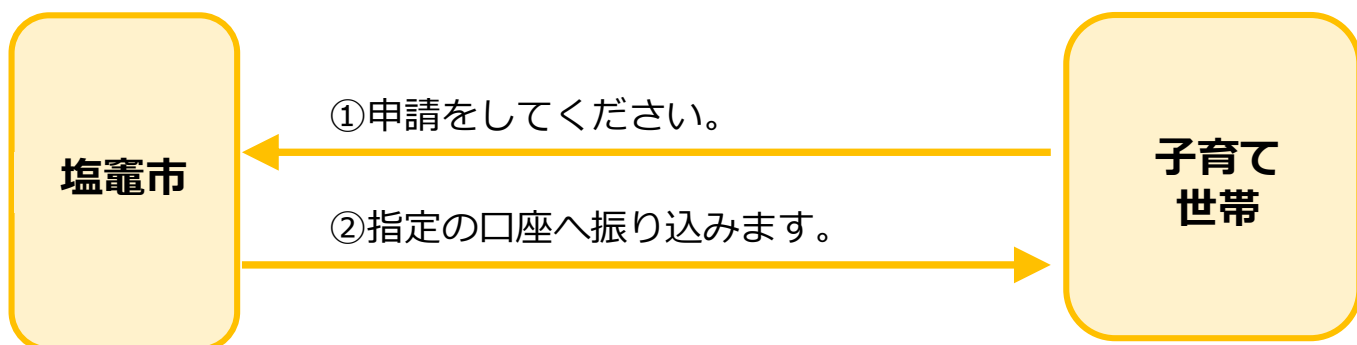 塩竈市
①申請をしてください。
②指定の口座へ振り込みます。
子育て
世帯